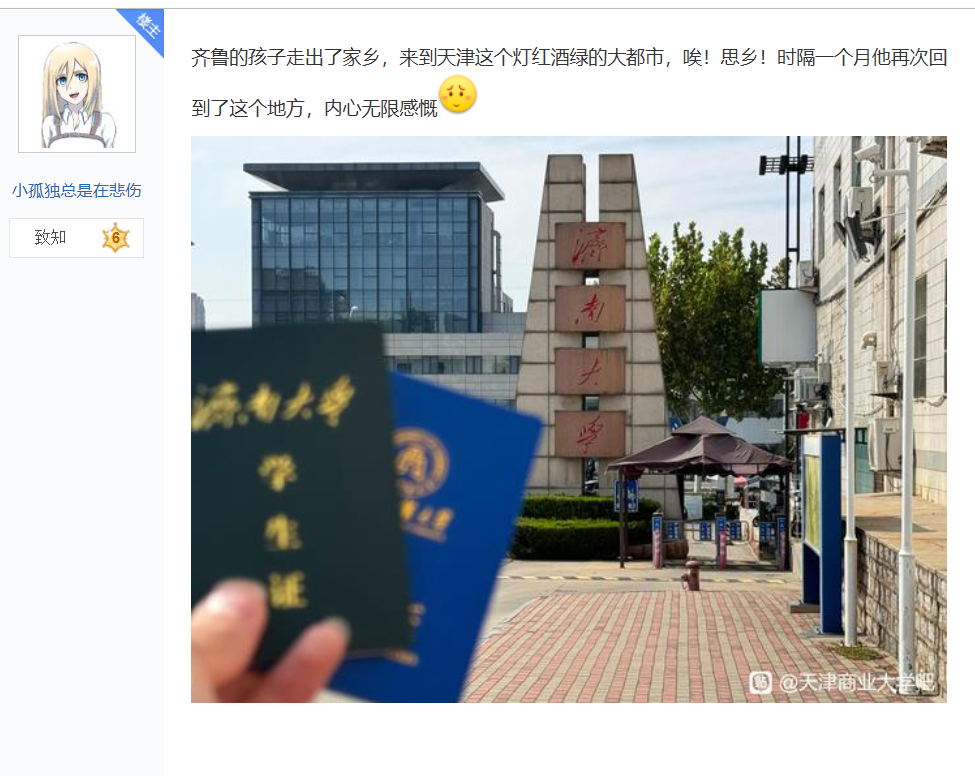 楼主
齐鲁的孩子走出了家乡，来到天津这个灯红酒绿的大都市，唉！思乡！时隔一个月他再次回
到了这个地方，内心无限感慨
小孤独总是在悲伤
致知 6
濟
南
大
學
济南大学
学
生
证
贴 @天津商业大学吧